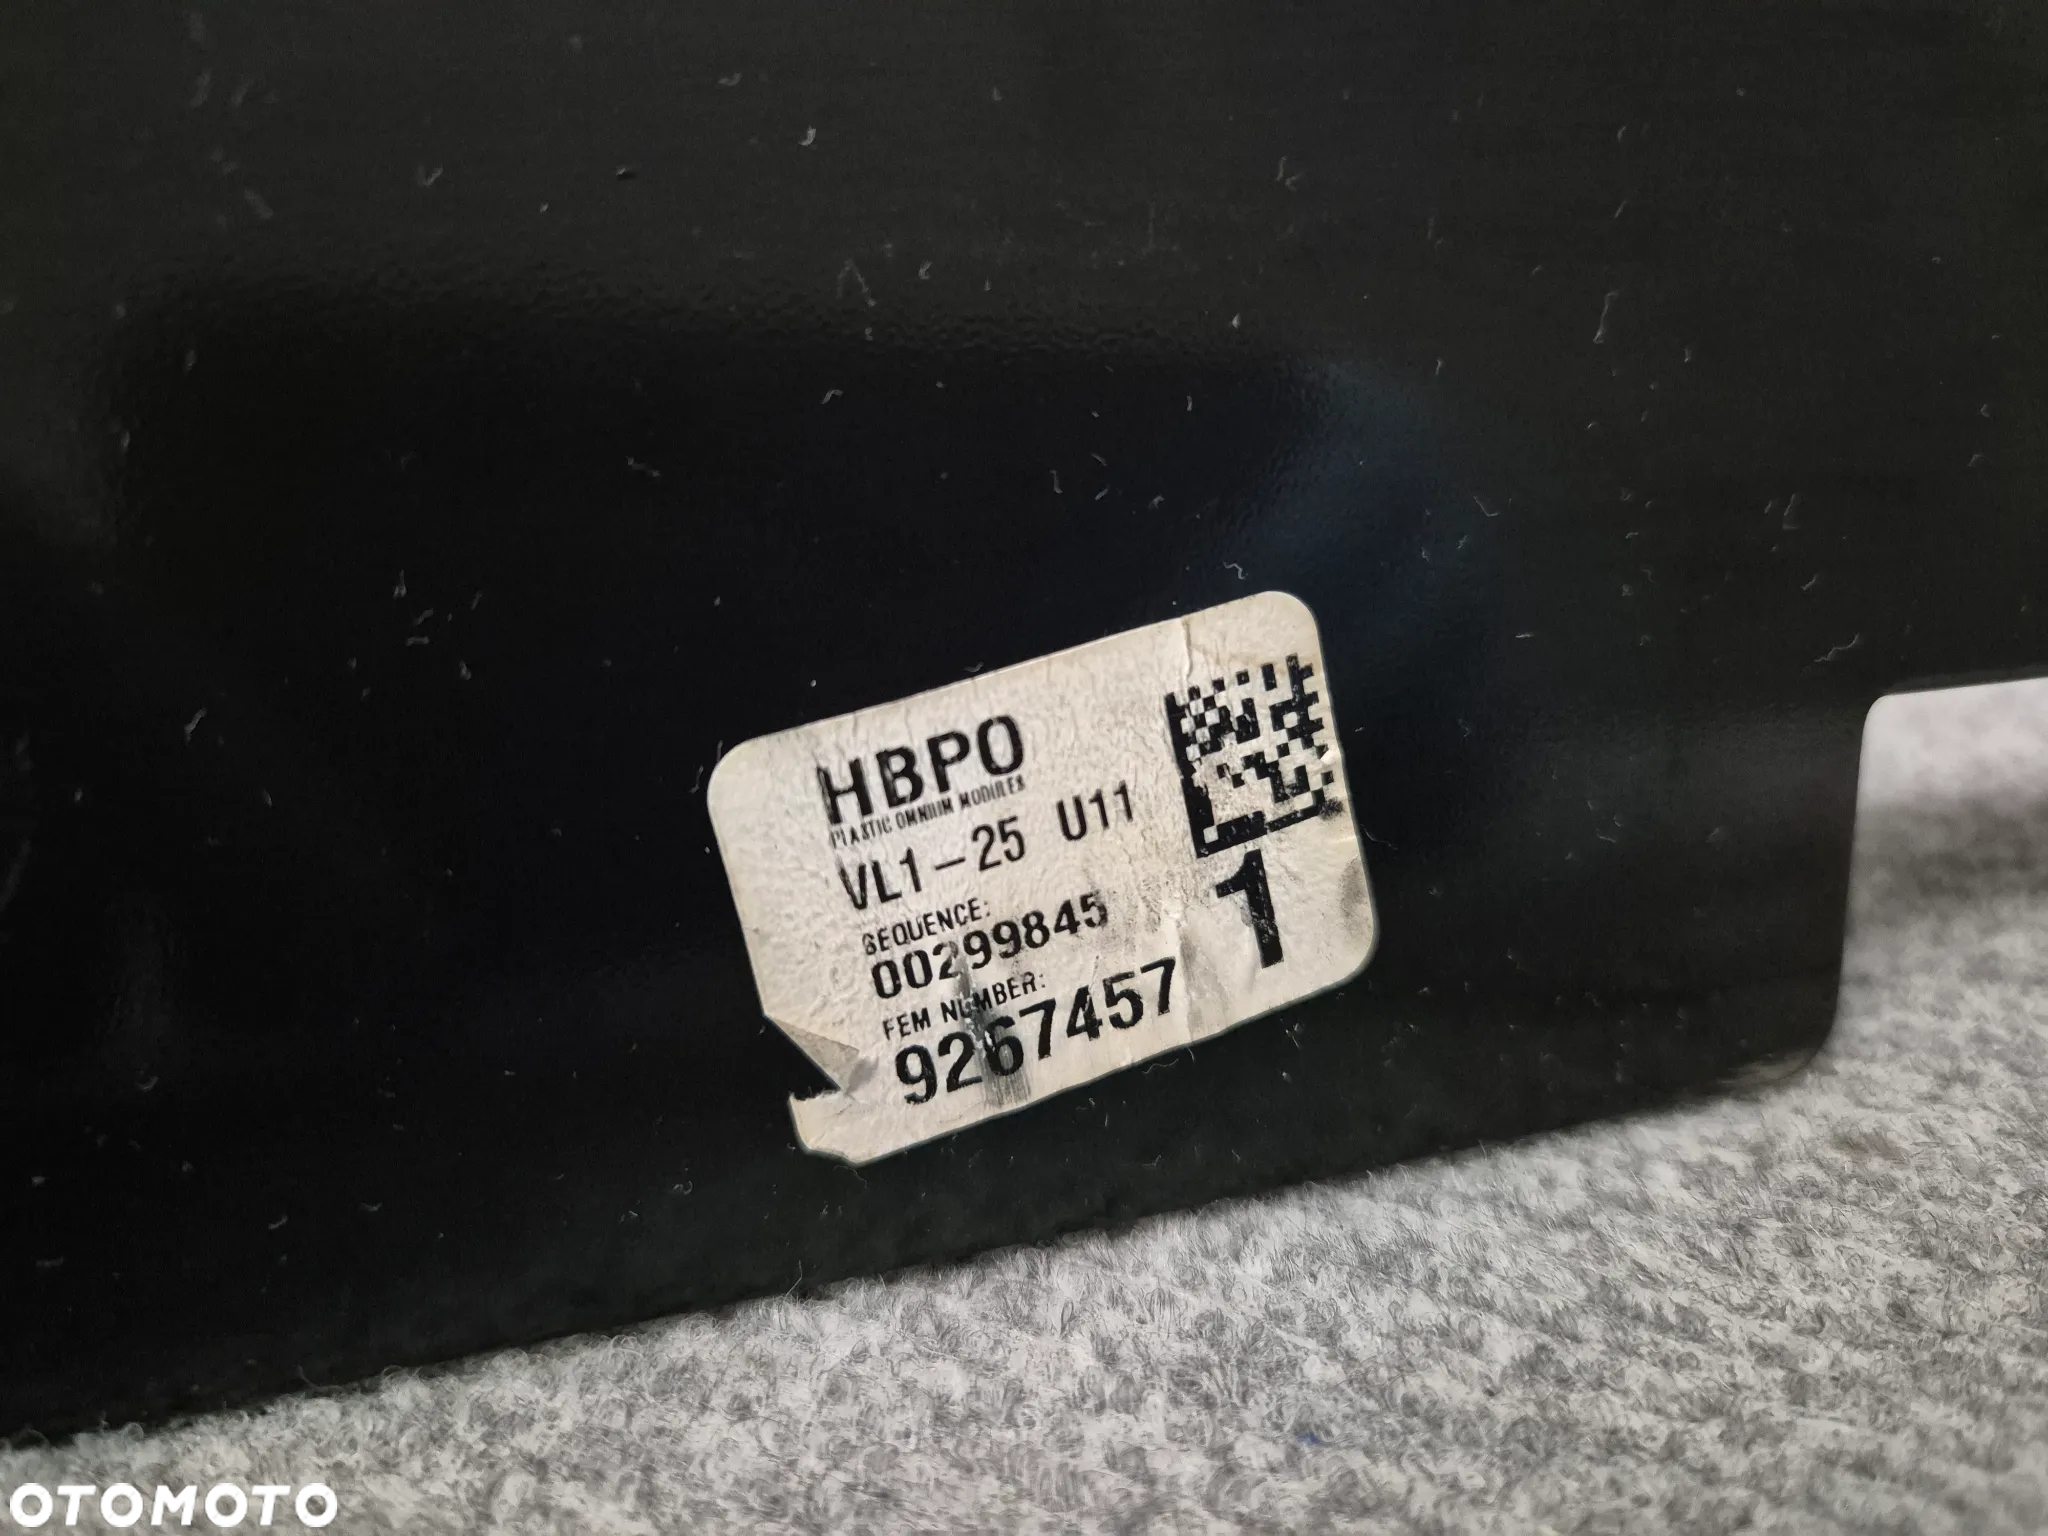 HBPO
PLASTIC OMNIUM MODULES
VL1-25 U11
SEQUENCE:
00299845
FEM NUMBER:
9267457
1
OTOMOTO